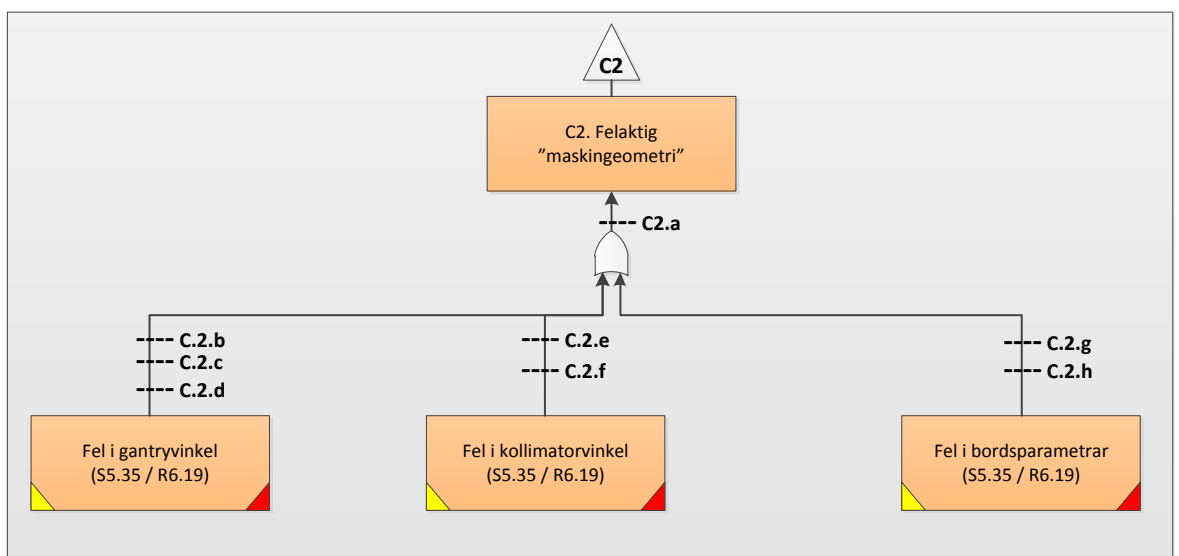 C2
C2. Felaktig
”maskingeometri”
C2.a
C.2.b
C.2.c
C.2.d
C.2.e
C.2.f
C.2.g
C.2.h
Fel i gantryvinkel
(S5.35 / R6.19)
Fel i kollimatorvinkel
(S5.35 / R6.19)
Fel i bordsparametrar
(S5.35 / R6.19)